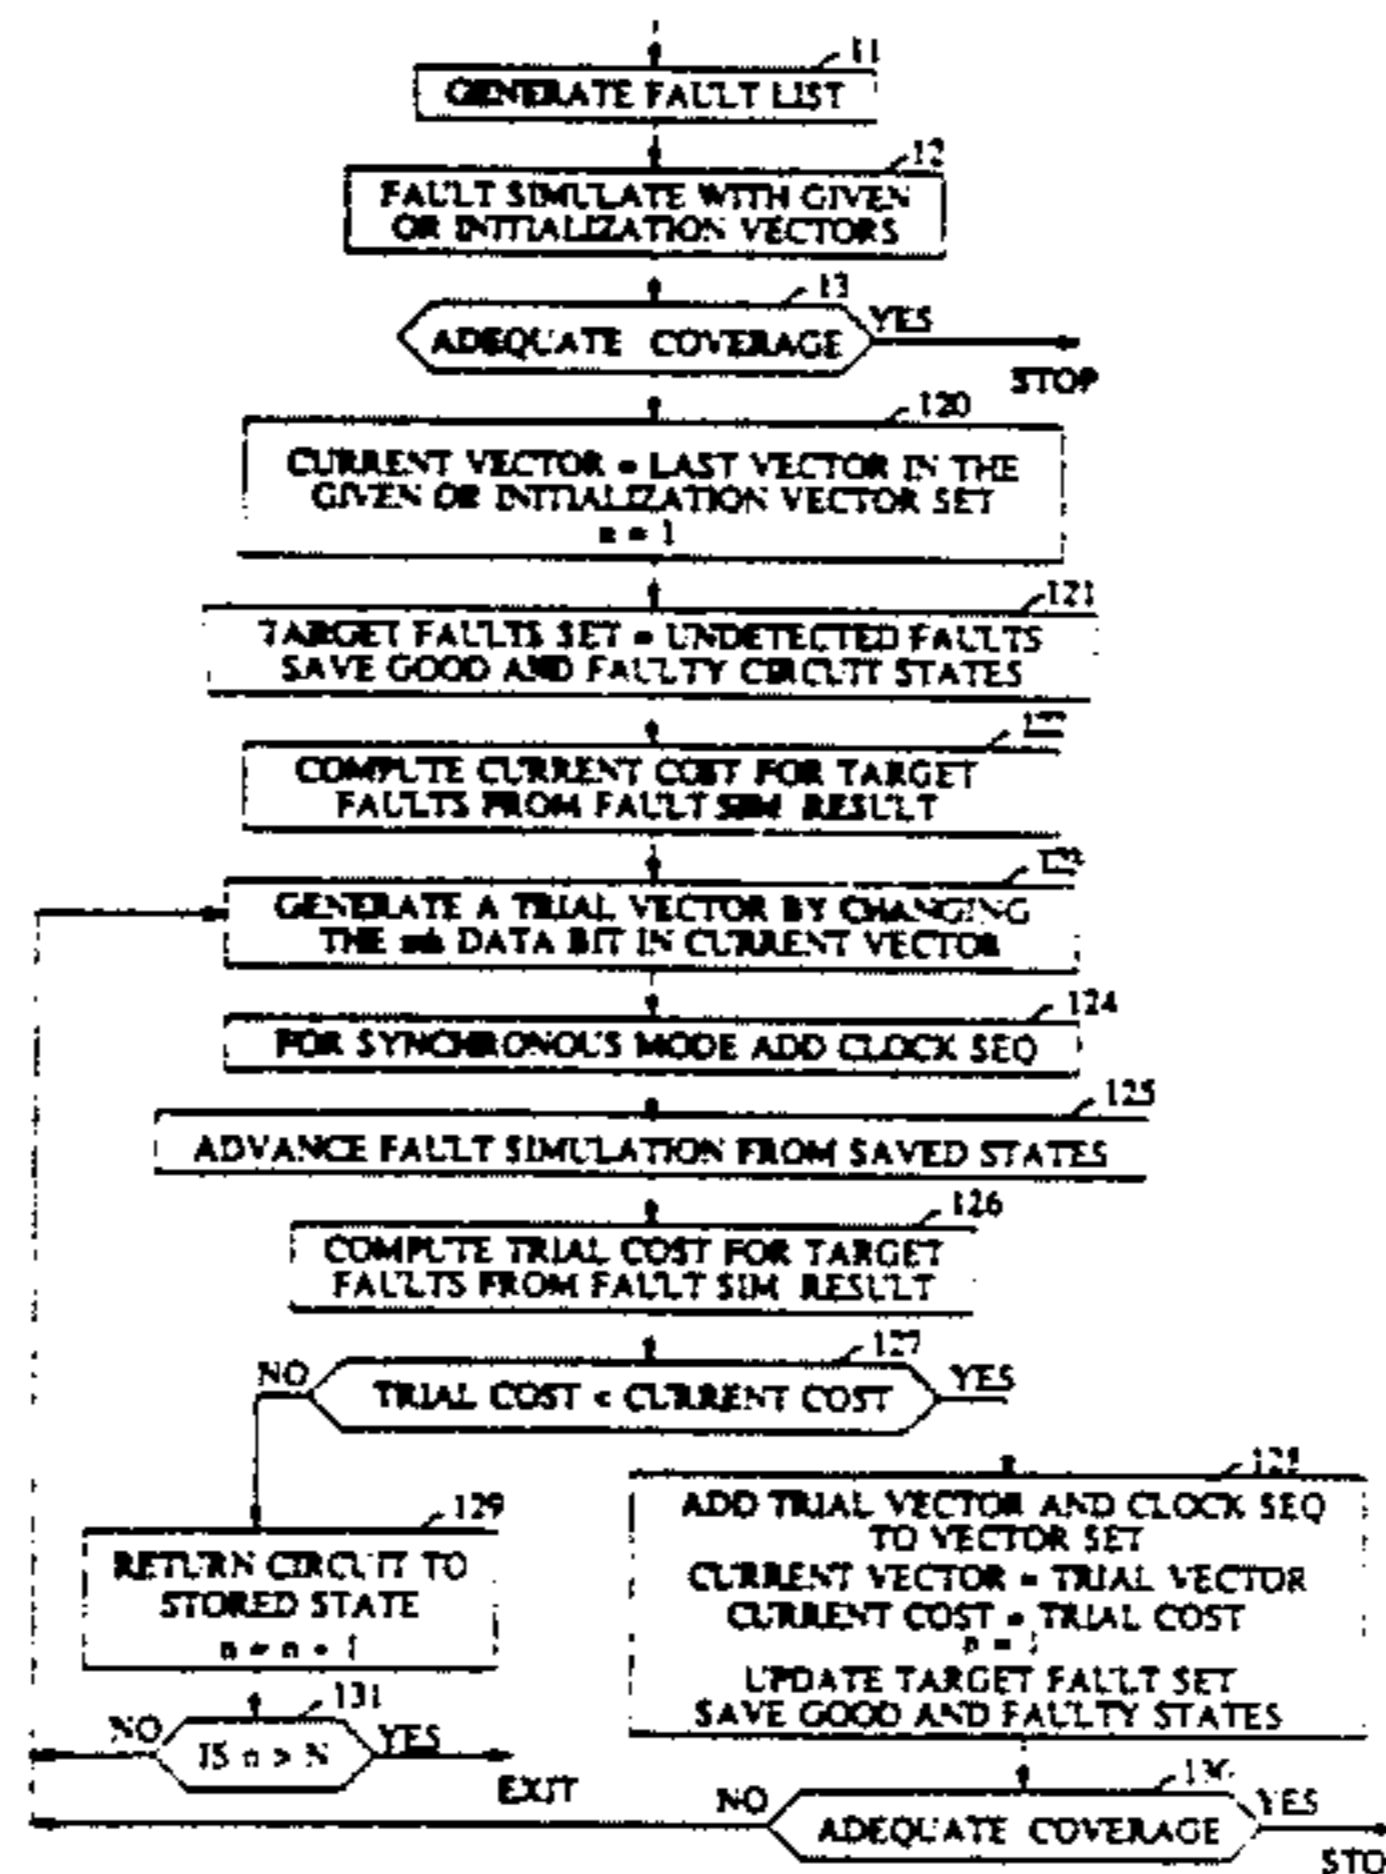 11
GENERATE FAULT LIST
12
FAULT SIMULATE WITH GIVEN
OR INITIALIZATION VECTORS
13
ADEQUATE COVERAGE
YES
STOP
120
CURRENT VECTOR = LAST VECTOR IN THE
GIVEN OR INITIALIZATION VECTOR SET
n = 1
121
TARGET FAULTS SET = UNDETECTED FAULTS
SAVE GOOD AND FAULTY CIRCUIT STATES
COMPUTE CURRENT COST FOR TARGET
FAULTS FROM FAULT SIM RESULT
GENERATE A TRIAL VECTOR BY CHANGING
THE nth DATA BIT IN CURRENT VECTOR
124
FOR SYNCHRONOUS MODE ADD CLOCK SEQ
125
ADVANCE FAULT SIMULATION FROM SAVED STATES
126
COMPUTE TRIAL COST FOR TARGET
FAULTS FROM FAULT SIM RESULT
127
NO
TRIAL COST < CURRENT COST
YES
129
RETURN CIRCUIT TO
STORED STATE
n = n + 1
131
NO
IS n > N
YES
EXIT
ADD TRIAL VECTOR AND CLOCK SEQ
TO VECTOR SET
CURRENT VECTOR = TRIAL VECTOR
CURRENT COST = TRIAL COST
n = 1
UPDATE TARGET FAULT SET
SAVE GOOD AND FAULTY STATES
NO
ADEQUATE COVERAGE
YES
STO